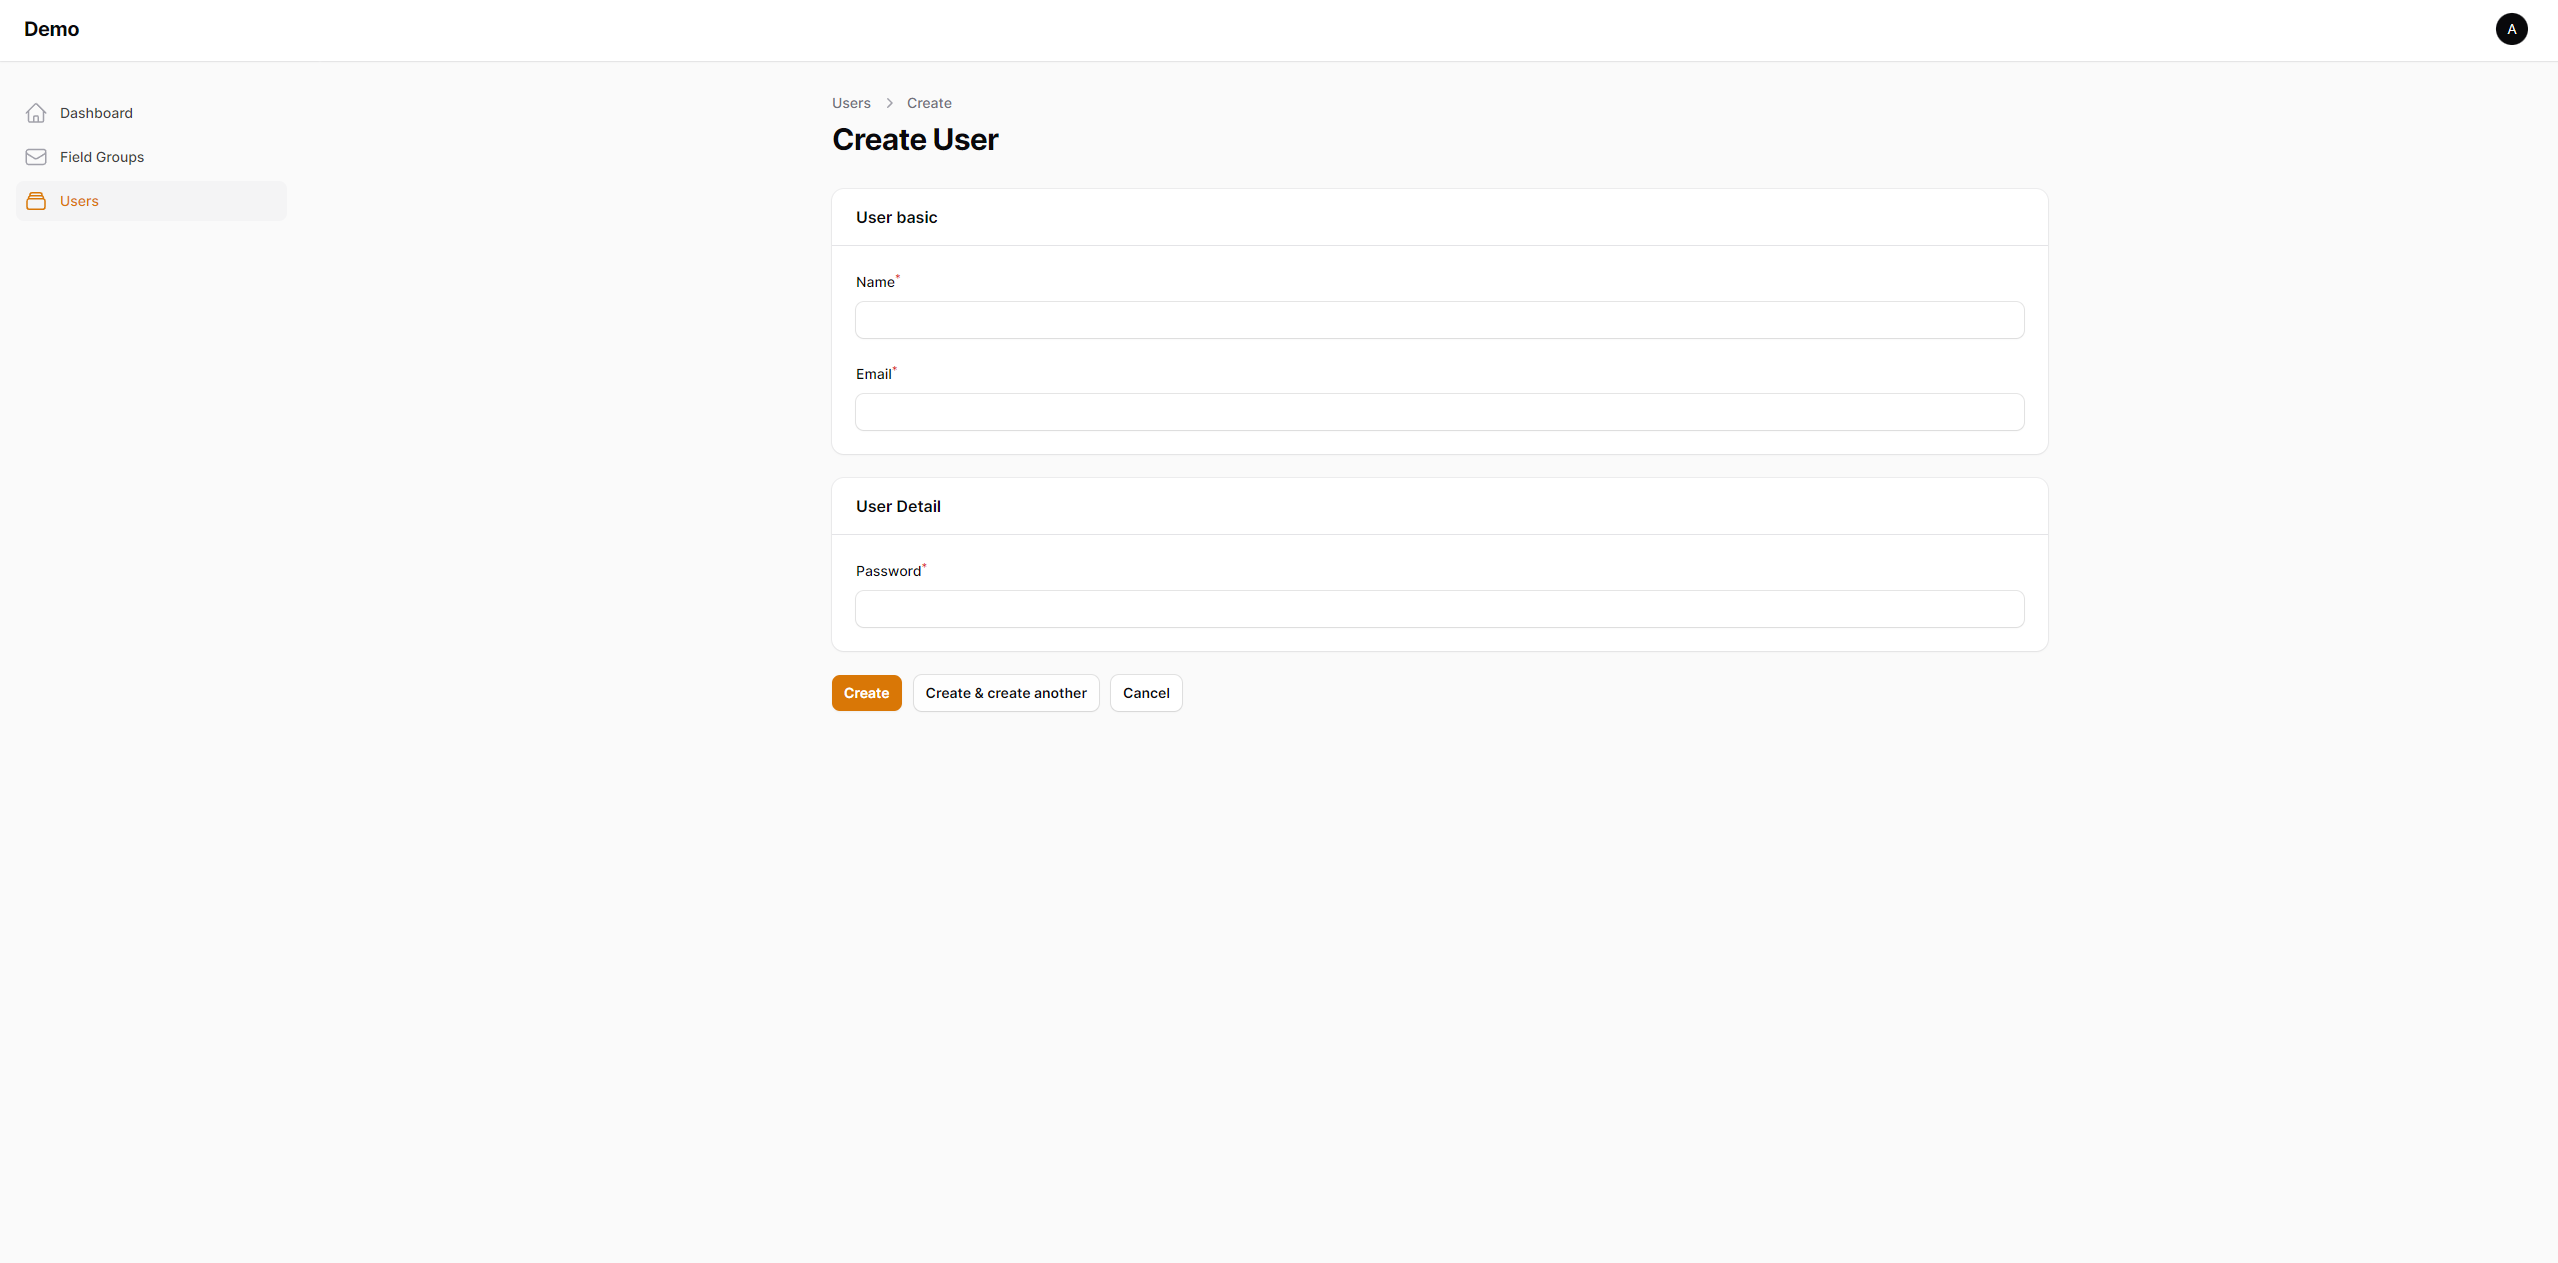 Demo
A
Dashboard
Field Groups
Users
Users > Create
Create User
User basic
Name*
Email*
User Detail
Password*
Create
Create & create another
Cancel